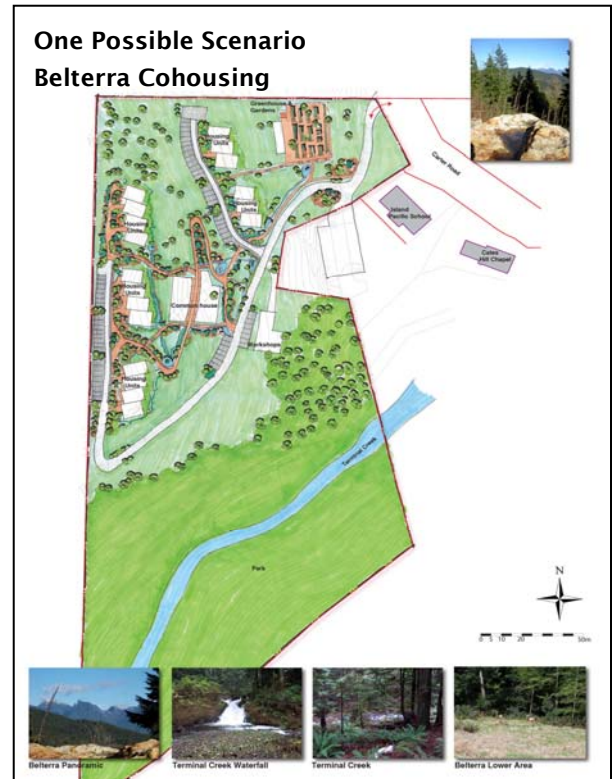 One Possible Scenario
Belterra Cohousing
Greenhouse &
Gardens
Units
Carter Road
Housing
Units
Island
Pacific School
Cates
Hill Chapel
Housing
Units
Housing
Units
Common house
Workshops
Housing
Units
Terminal Creek
Park
N
0 5 10 20 50m
Belterra Panoramic
Terminal Creek Waterfall
Terminal Creek
Belterra Lower Area